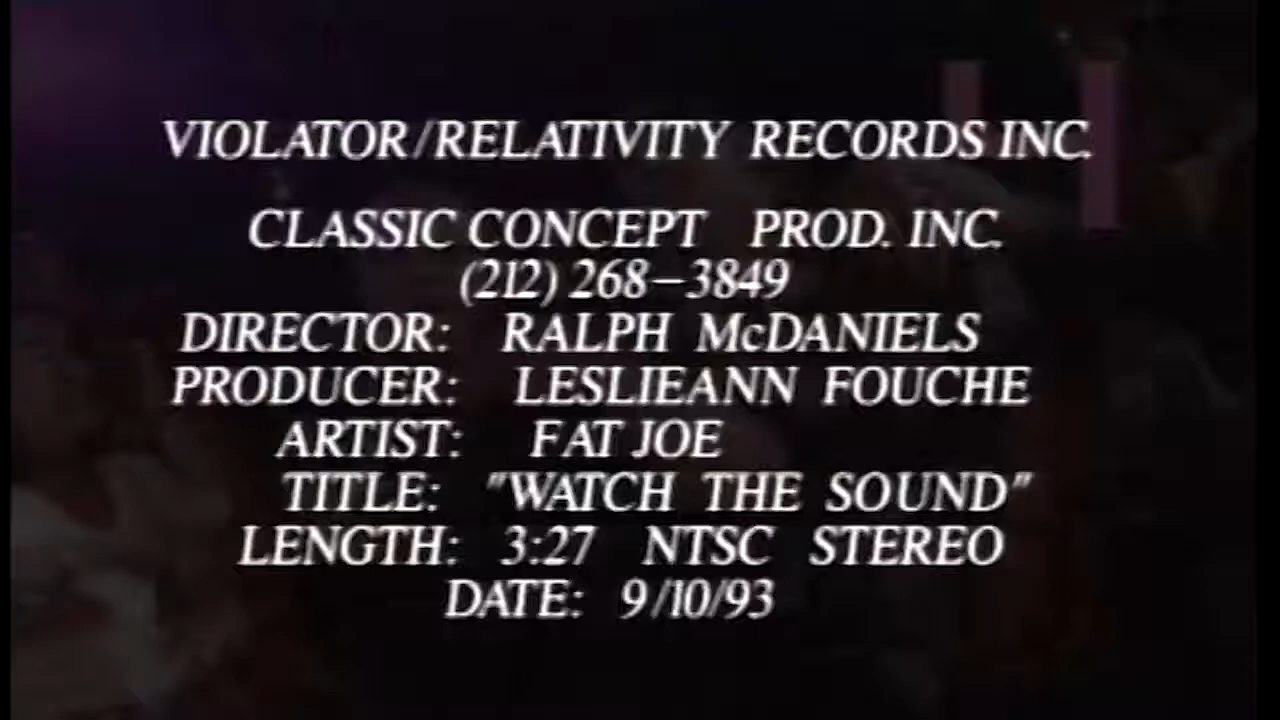 VIOLATOR/RELATIVITY RECORDS INC.
CLASSIC CONCEPT PROD. INC.
(212) 268-3849
DIRECTOR: RALPH McDANIELS
PRODUCER: LESLIEANN FOUCHE
ARTIST: FAT JOE
TITLE: "WATCH THE SOUND"
LENGTH: 3:27 NTSC STEREO
DATE: 9/10/93